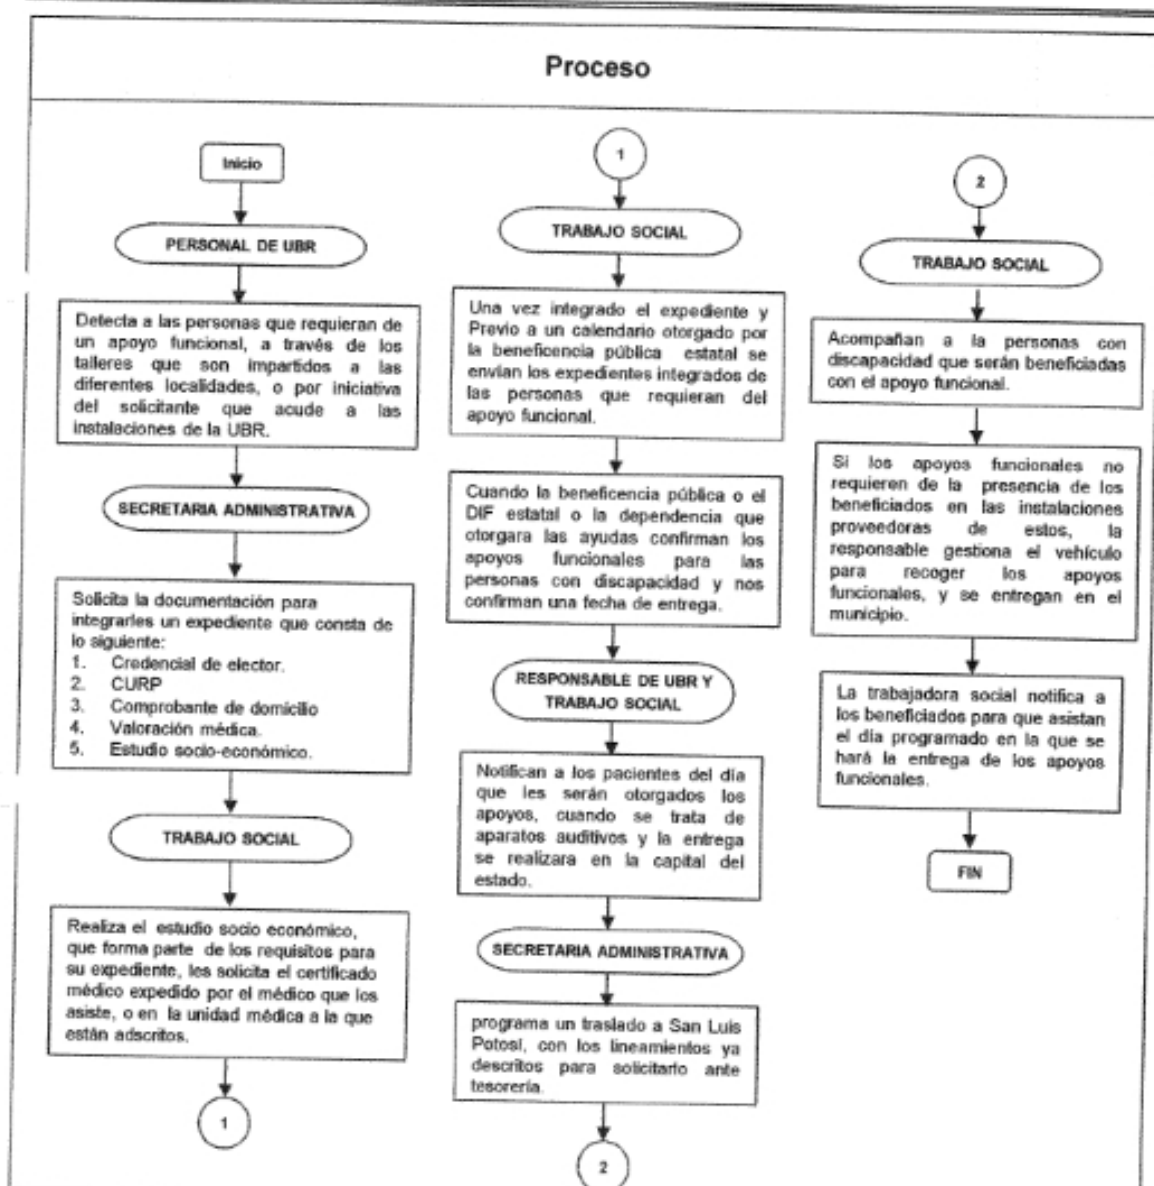 Proceso
Inicio
PERSONAL DE UBR
Detecta a las personas que requieran de
un apoyo funcional, a través de los
talleres que son impartidos a las
diferentes localidades, o por iniciativa
del solicitante que acude a las
instalaciones de la UBR.
SECRETARIA ADMINISTRATIVA
Solicita la documentación para
integrarles un expediente que consta de
lo siguiente:
1. Credencial de elector.
2. CURP
3. Comprobante de domicilio
4. Valoración médica.
5. Estudio socio-económico.
TRABAJO SOCIAL
Realiza el estudio socio económico,
que forma parte de los requisitos para
su expediente, les solicita el certificado
médico expedido por el médico que los
asiste, o en la unidad médica a la que
están adscritos.
1
1
TRABAJO SOCIAL
Una vez integrado el expediente y
Previo a un calendario otorgado por
la beneficencia pública estatal se
envían los expedientes integrados de
las personas que requieran del
apoyo funcional.
Cuando la beneficencia pública o el
DIF estatal o la dependencia que
otorgara las ayudas confirman los
apoyos funcionales para las
personas con discapacidad y nos
confirman una fecha de entrega.
RESPONSABLE DE UBR Y
TRABAJO SOCIAL
Notifican a los pacientes del día
que les serán otorgados los
apoyos, cuando se trata de
aparatos auditivos y la entrega
se realizara en la capital del
estado.
SECRETARIA ADMINISTRATIVA
programa un traslado a San Luis
Potosí, con los lineamientos ya
descritos para solicitarlo ante
tesorería.
2
2
TRABAJO SOCIAL
Acompañan a la personas con
discapacidad que serán beneficiadas
con el apoyo funcional.
Si los apoyos funcionales no
requieren de la presencia de los
beneficiados en las instalaciones
proveedoras de estos, la
responsable gestiona el vehículo
para recoger los apoyos
funcionales, y se entregan en el
municipio.
La trabajadora social notifica a
los beneficiados para que asistan
el día programado en la que se
hará la entrega de los apoyos
funcionales.
FIN